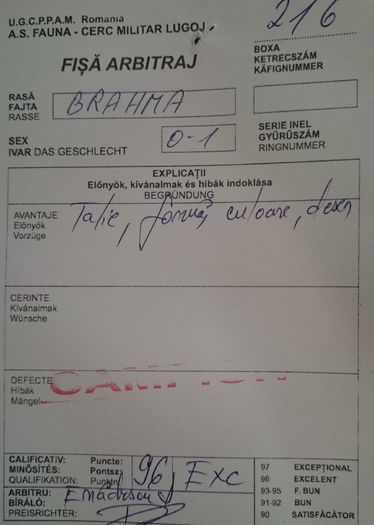 U.G.C.P.P.A.M. Romania
A.S. FAUNA - CERC MILITAR LUGOJ
216
FIȘĂ ARBITRAJ
BOXA
KETRECSZÁM
KÄFIGNUMMER
RASĂ
FAJTA
RASSE
BRAHMA
SEX
IVAR DAS GESCHLECHT
0-1
SERIE INEL
GYŰRŰSZÁM
RINGNUMMER
EXPLICAȚII
Előnyök, kívánalmak és hibák indoklása
BEGRÜNDUNG
AVANTAJE
Előnyök
Vorzüge
Talie, formă, culoare, desen
CERINTE
Kívánalmak
Wünsche
DEFECTE
Hibák
Mängel
CAMPION
CALIFICATIV: Puncte:
MINŐSÍTÉS: Pontsz:
QUALIFIKATION: Punktn
96
Exc
97 EXCEPȚIONAL
96 EXCELENT
93-95 F. BUN
91-92 BUN
90 SATISFĂCĂTOR
ARBITRU:
BÍRÁLÓ:
PREISRICHTER: